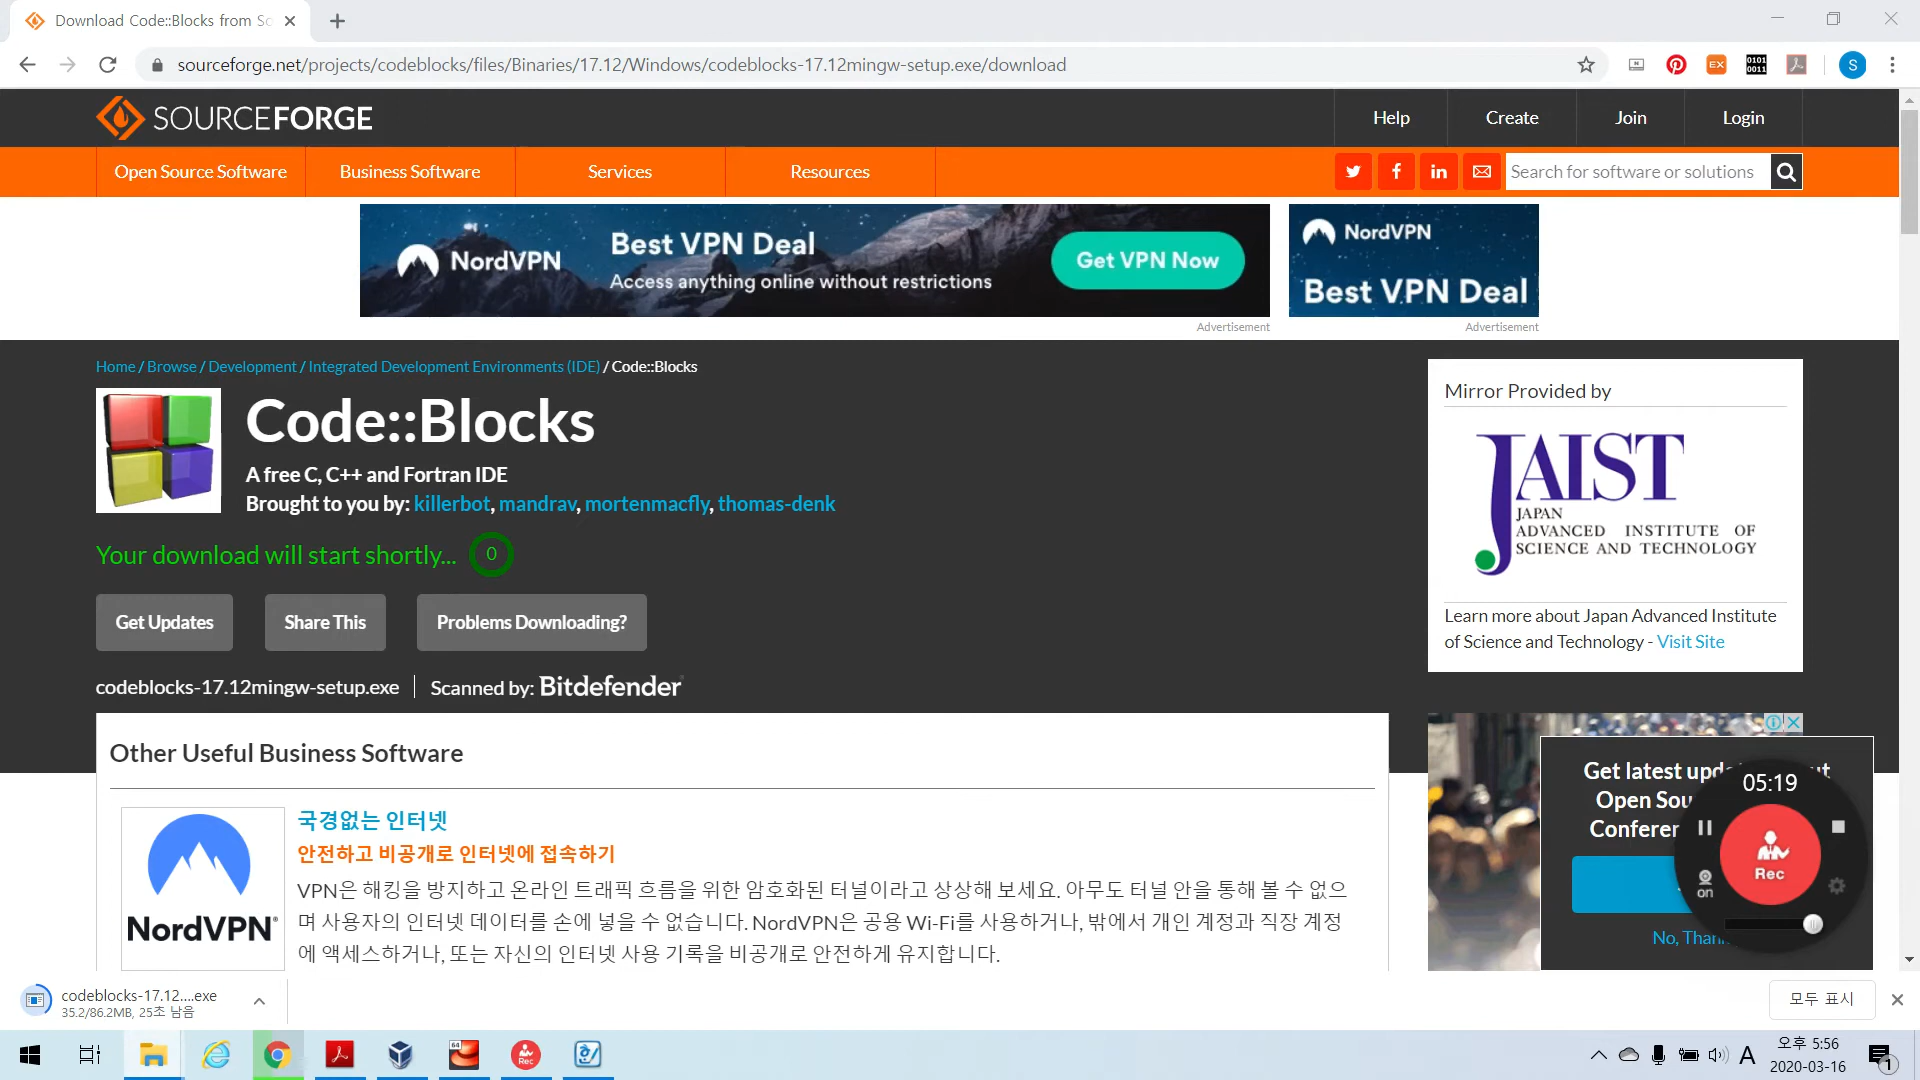 Download Code::Blocks from So
sourceforge.net/projects/codeblocks/files/Binaries/17.12/Windows/codeblocks-17.12mingw-setup.exe/download
EX
0101
0011
S
SOURCEFORGE
Help
Create
Join
Login
Open Source Software
Business Software
Services
Resources
Search for software or solutions
NordVPN
Best VPN Deal
Access anything online without restrictions
Get VPN Now
NordVPN
Best VPN Deal
Advertisement
Advertisement
Home / Browse / Development / Integrated Development Environments (IDE) / Code::Blocks
Code::Blocks
A free C, C++ and Fortran IDE
Brought to you by: killerbot, mandrav, mortenmacfly, thomas-denk
Your download will start shortly... 0
Get Updates
Share This
Problems Downloading?
codeblocks-17.12mingw-setup.exe
Scanned by: Bitdefender
Mirror Provided by
JAIST
JAPAN
ADVANCED INSTITUTE OF
SCIENCE AND TECHNOLOGY
Learn more about Japan Advanced Institute
of Science and Technology - Visit Site
Other Useful Business Software
NordVPN
국경없는 인터넷
안전하고 비공개로 인터넷에 접속하기
VPN은 해킹을 방지하고 온라인 트래픽 흐름을 위한 암호화된 터널이라고 상상해 보세요. 아무도 터널 안을 통해 볼 수 없으
며 사용자의 인터넷 데이터를 손에 넣을 수 없습니다. NordVPN은 공용 Wi-Fi를 사용하거나, 밖에서 개인 계정과 직장 계정
에 액세스하거나, 또는 자신의 인터넷 사용 기록을 비공개로 안전하게 유지합니다.
Get latest
Open
05:19
Rec
on
No,
codeblocks-17.12....exe
35.2/86.2MB, 25초 남음
모두 표시
64
Rec
A
오후 5:56
2020-03-16
1